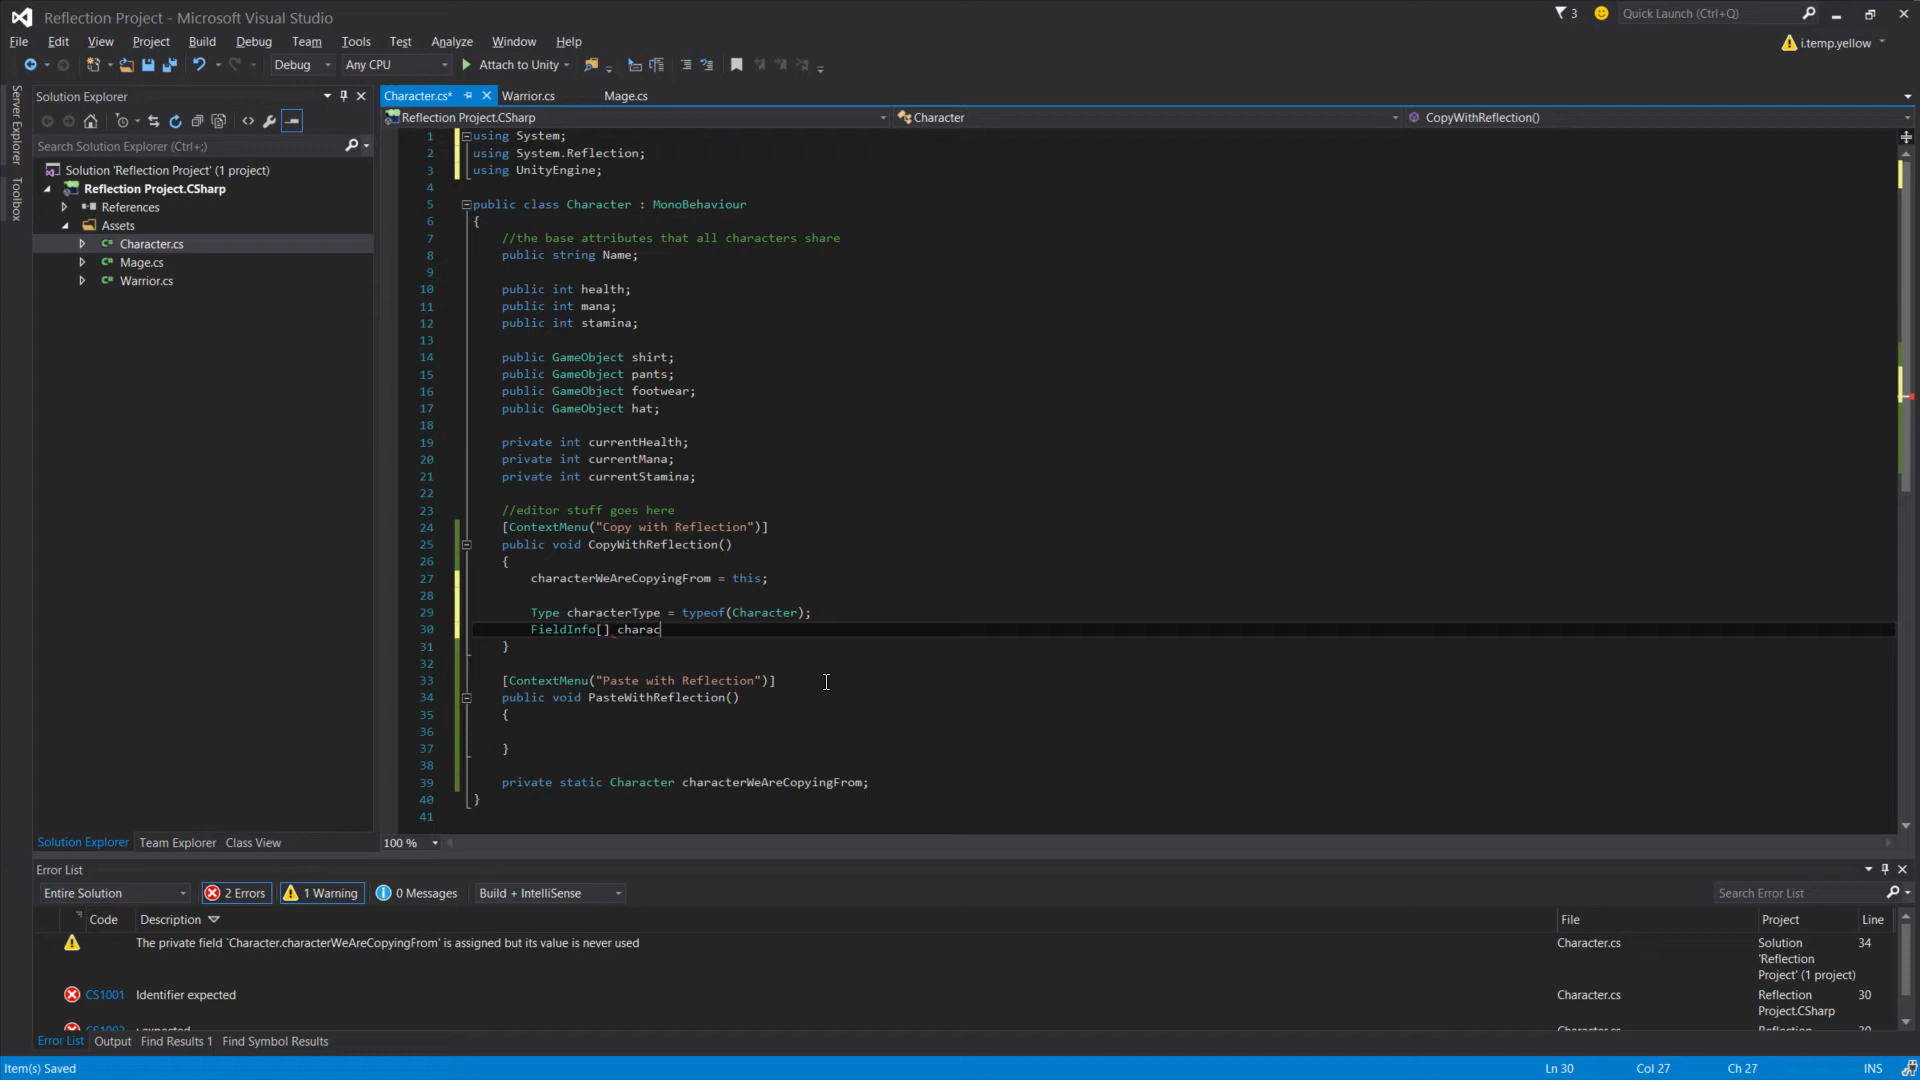 Reflection Project - Microsoft Visual Studio
3
Quick Launch (Ctrl+Q)
File Edit View Project Build Debug Team Tools Test Analyze Window Help
i.temp.yellow
Debug Any CPU Attach to Unity
Server Explorer
Toolbox
Solution Explorer
Search Solution Explorer (Ctrl+;)
Solution 'Reflection Project' (1 project)
Reflection Project.CSharp
References
Assets
Character.cs
Mage.cs
Warrior.cs
Solution Explorer Team Explorer Class View
Character.cs* Warrior.cs Mage.cs
Reflection Project.CSharp Character CopyWithReflection()
1 using System;
2 using System.Reflection;
3 using UnityEngine;
4
5 public class Character : MonoBehaviour
6 {
7 //the base attributes that all characters share
8 public string Name;
9
10 public int health;
11 public int mana;
12 public int stamina;
13
14 public GameObject shirt;
15 public GameObject pants;
16 public GameObject footwear;
17 public GameObject hat;
18
19 private int currentHealth;
20 private int currentMana;
21 private int currentStamina;
22
23 //editor stuff goes here
24 [ContextMenu("Copy with Reflection")]
25 public void CopyWithReflection()
26 {
27 characterWeAreCopyingFrom = this;
28
29 Type characterType = typeof(Character);
30 FieldInfo[] charac
31 }
32
33 [ContextMenu("Paste with Reflection")]
34 public void PasteWithReflection()
35 {
36
37 }
38
39 private static Character characterWeAreCopyingFrom;
40 }
41
100 %
Error List
Entire Solution 2 Errors 1 Warning 0 Messages Build + IntelliSense Search Error List
Code Description File Project Line
The private field `Character.characterWeAreCopyingFrom' is assigned but its value is never used Character.cs Solution 34
'Reflection
Project' (1 project)
CS1001 Identifier expected Character.cs Reflection 30
Project.CSharp
Error List Output Find Results 1 Find Symbol Results
Item(s) Saved Ln 30 Col 27 Ch 27 INS